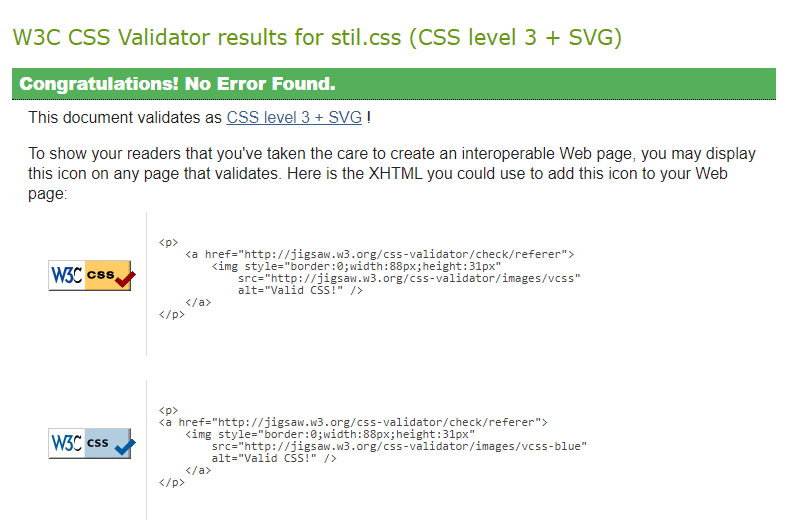 W3C CSS Validator results for stil.css (CSS level 3 + SVG)
Congratulations! No Error Found.
This document validates as CSS level 3 + SVG !
To show your readers that you've taken the care to create an interoperable Web page, you may display
this icon on any page that validates. Here is the XHTML you could use to add this icon to your Web
page:
W3C css
<p>
    <a href="http://jigsaw.w3.org/css-validator/check/referer">
        <img style="border:0;width:88px;height:31px"
            src="http://jigsaw.w3.org/css-validator/images/vcss"
            alt="Valid CSS!" />
    </a>
</p>
W3C css
<p>
<a href="http://jigsaw.w3.org/css-validator/check/referer">
    <img style="border:0;width:88px;height:31px"
        src="http://jigsaw.w3.org/css-validator/images/vcss-blue"
        alt="Valid CSS!" />
    </a>
</p>